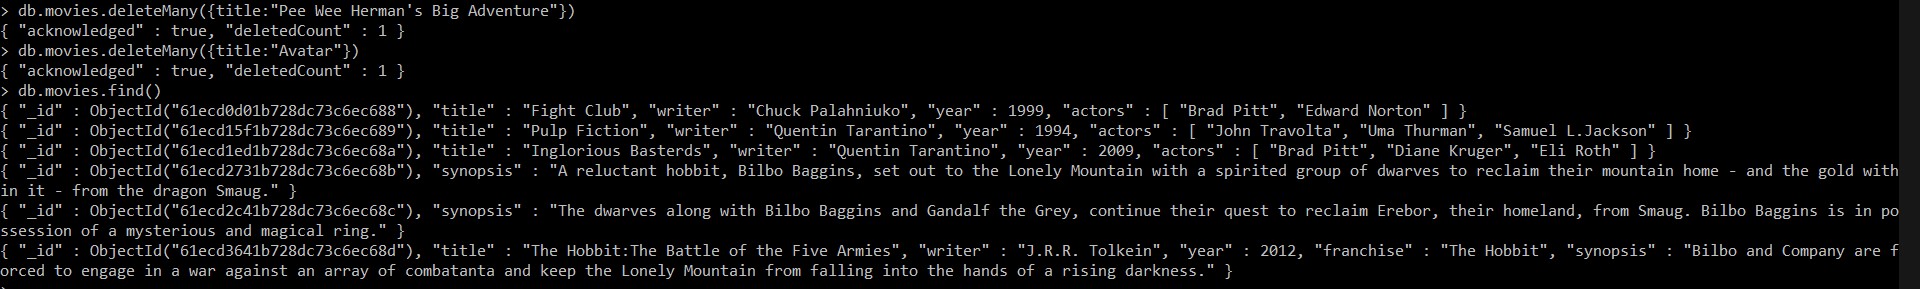 > db.movies.deleteMany({title:"Pee Wee Herman's Big Adventure"})
{ "acknowledged" : true, "deletedCount" : 1 }
> db.movies.deleteMany({title:"Avatar"})
{ "acknowledged" : true, "deletedCount" : 1 }
> db.movies.find()
{ "_id" : ObjectId("61ecd0d01b728dc73c6ec688"), "title" : "Fight Club", "writer" : "Chuck Palahniuko", "year" : 1999, "actors" : [ "Brad Pitt", "Edward Norton" ] }
{ "_id" : ObjectId("61ecd15f1b728dc73c6ec689"), "title" : "Pulp Fiction", "writer" : "Quentin Tarantino", "year" : 1994, "actors" : [ "John Travolta", "Uma Thurman", "Samuel L.Jackson" ] }
{ "_id" : ObjectId("61ecd1ed1b728dc73c6ec68a"), "title" : "Inglorious Basterds", "writer" : "Quentin Tarantino", "year" : 2009, "actors" : [ "Brad Pitt", "Diane Kruger", "Eli Roth" ] }
{ "_id" : ObjectId("61ecd2731b728dc73c6ec68b"), "synopsis" : "A reluctant hobbit, Bilbo Baggins, set out to the Lonely Mountain with a spirited group of dwarves to reclaim their mountain home - and the gold with
in it - from the dragon Smaug." }
{ "_id" : ObjectId("61ecd2c41b728dc73c6ec68c"), "synopsis" : "The dwarves along with Bilbo Baggins and Gandalf the Grey, continue their quest to reclaim Erebor, their homeland, from Smaug. Bilbo Baggins is in po
ssession of a mysterious and magical ring." }
{ "_id" : ObjectId("61ecd3641b728dc73c6ec68d"), "title" : "The Hobbit:The Battle of the Five Armies", "writer" : "J.R.R. Tolkein", "year" : 2012, "franchise" : "The Hobbit", "synopsis" : "Bilbo and Company are f
orced to engage in a war against an array of combatanta and keep the Lonely Mountain from falling into the hands of a rising darkness." }